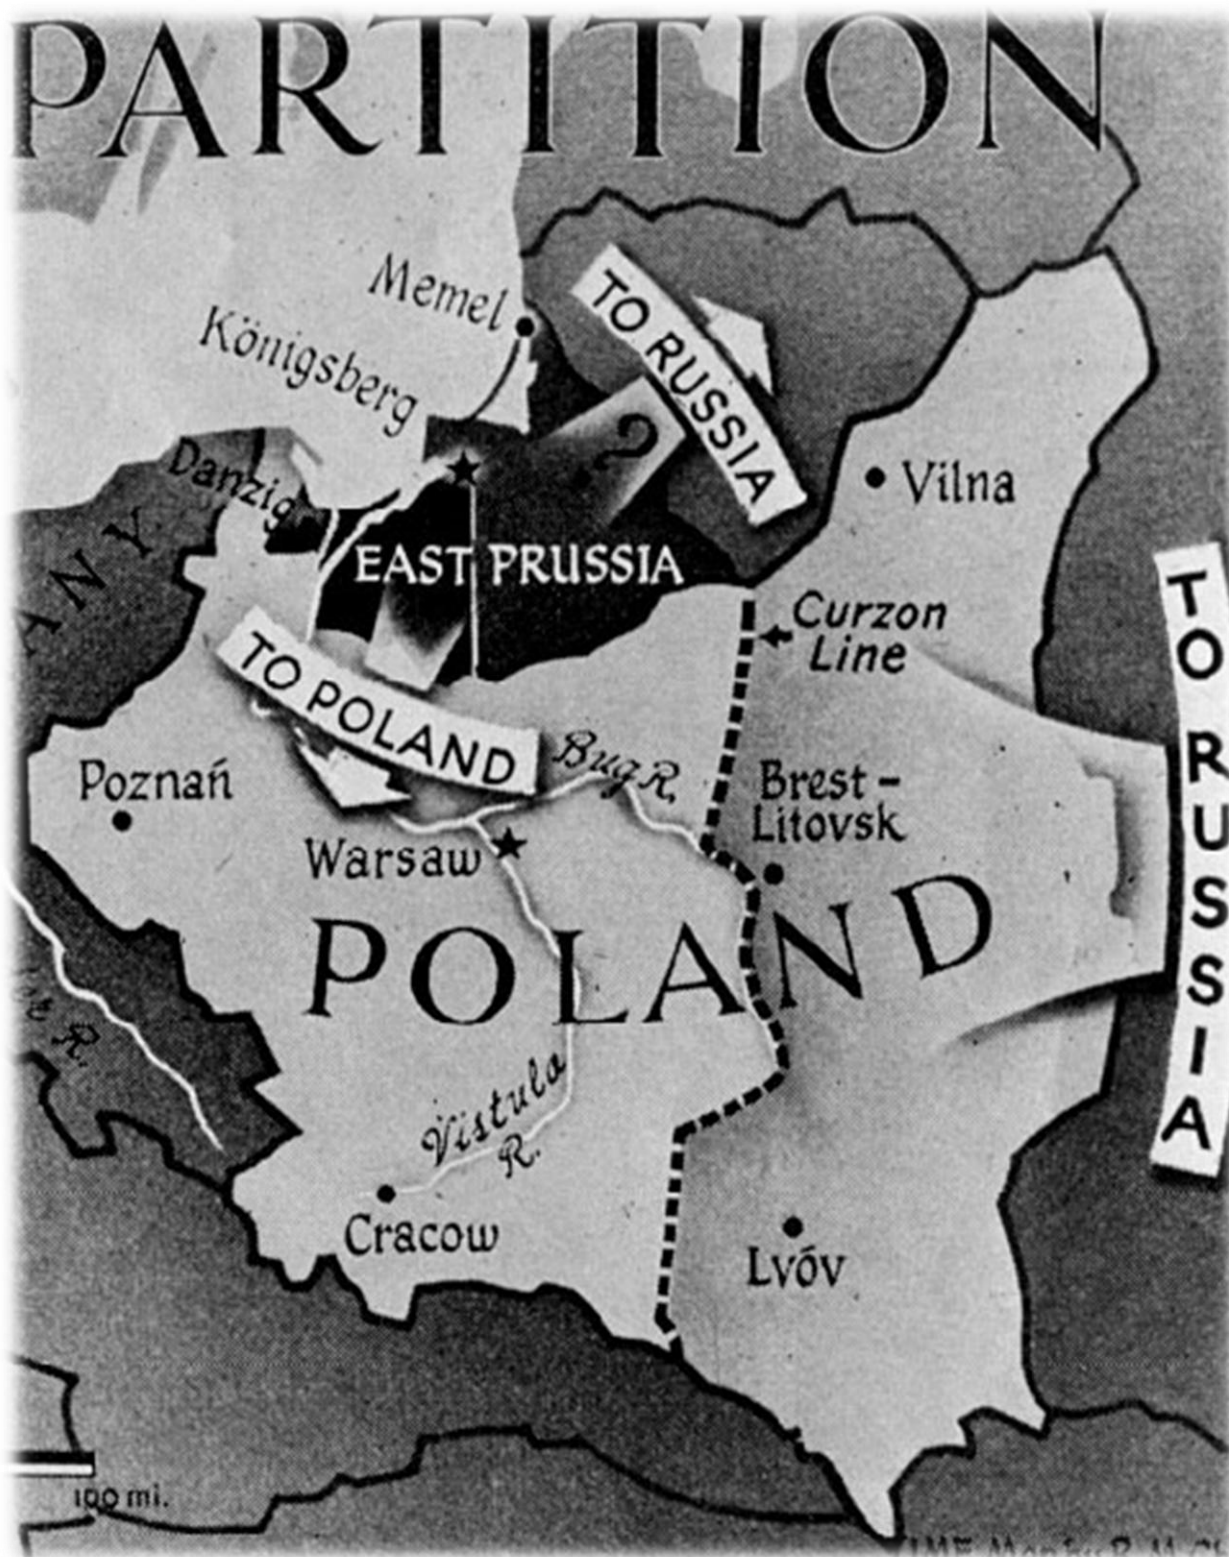 PARTITION
Memel
Königsberg
TO RUSSIA
?
Danzig
Vilna
ANY
EAST PRUSSIA
Curzon
Line
TO RUSSIA
TO POLAND
Bug R.
Poznań
Brest-
Litovsk
Warsaw
POLAND
R.
Vistula
R.
Cracow
Lvóv
100 mi.